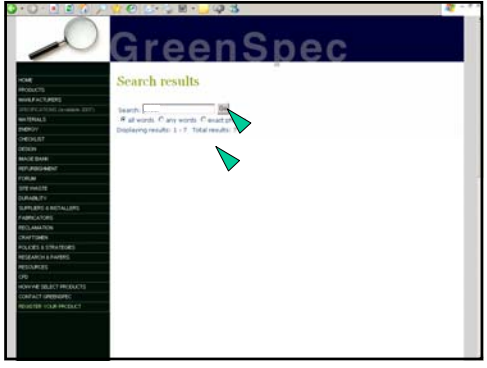 GreenSpec
Search results
HOME
PRODUCTS
MANUFACTURERS
SPECIFICATIONS (available 2007)
MATERIALS
ENERGY
CHECKLIST
DESIGN
IMAGE BANK
REFURBISHMENT
FORUM
SITE WASTE
DURABILITY
SUPPLIERS & INSTALLERS
FABRICATORS
RECLAMATION
CRAFTSMEN
POLICIES & STRATEGIES
RESEARCH & PAPERS
RESOURCES
CPD
HOW WE SELECT PRODUCTS
CONTACT GREENSPEC
REGISTER YOUR PRODUCT
Search:
all words any words exact
Displaying results: 1 - 7 Total results: